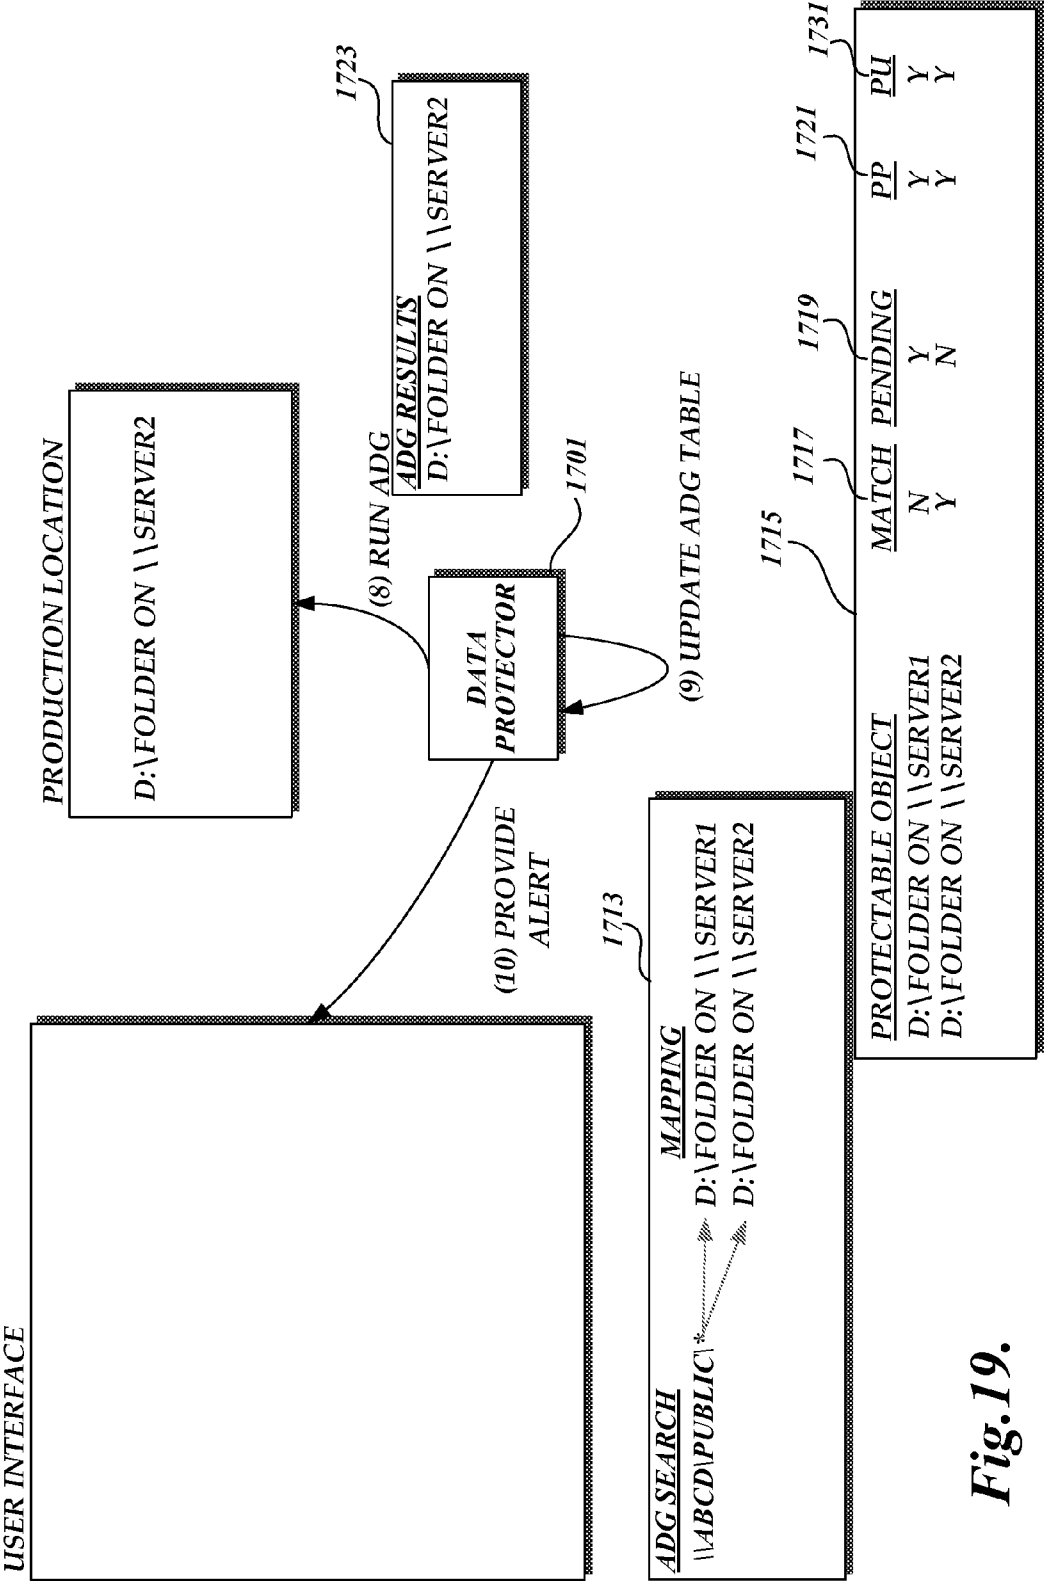 USER INTERFACE
PRODUCTION LOCATION
D:\FOLDER ON \\SERVER2
(8) RUN ADG
1723
ADG RESULTS
D:\FOLDER ON \\SERVER2
(10) PROVIDE
ALERT
DATA
PROTECTOR
1701
(9) UPDATE ADG TABLE
1713
ADG SEARCH MAPPING
\\ABCD\PUBLIC\* D:\FOLDER ON \\SERVER1
D:\FOLDER ON \\SERVER2
1715
1717
1719
1721
1731
PROTECTABLE OBJECT MATCH PENDING PP PU
D:\FOLDER ON \\SERVER1 N Y Y Y
D:\FOLDER ON \\SERVER2 Y N Y Y
Fig.19.